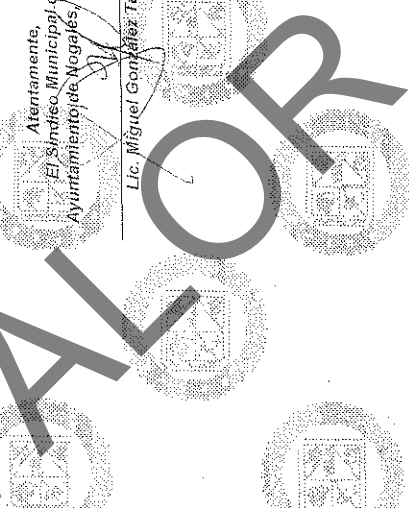 Atentamente,
El Síndico Municipal
Ayuntamiento de Nogales,
Lic. Miguel González
ALOR